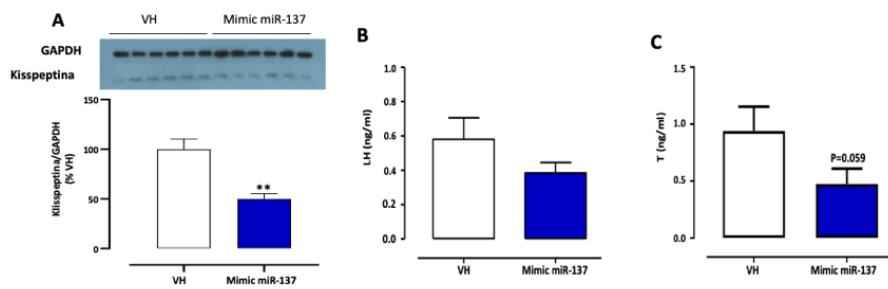 A
VH
Mimic miR-137
GAPDH
Kisspeptina
Klisspeptina/GAPDH
(% VH)
150
100
50
0
**
VH
Mimic miR-137
B
LH (ng/ml)
1.0
0.8
0.6
0.4
0.2
0.0
VH
Mimic miR-137
C
T (ng/ml)
1.5
1.0
0.5
0.0
P=0.059
VH
Mimic miR-137